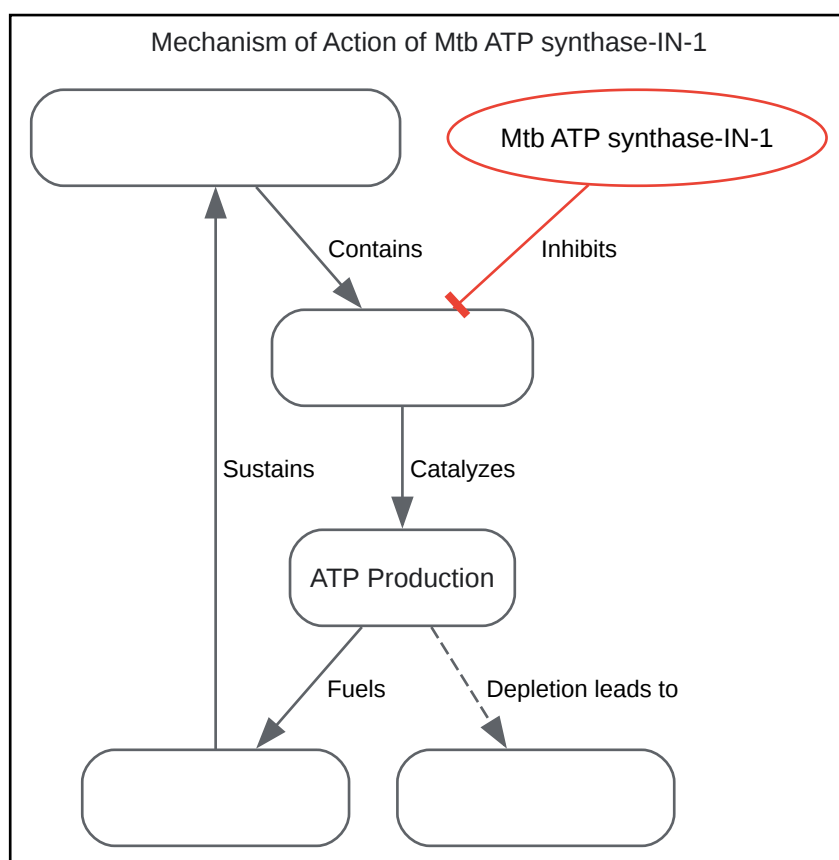 Mechanism of Action of Mtb ATP synthase-IN-1
Mtb ATP synthase-IN-1
Contains
Inhibits
Sustains
Catalyzes
ATP Production
Fuels
Depletion leads to